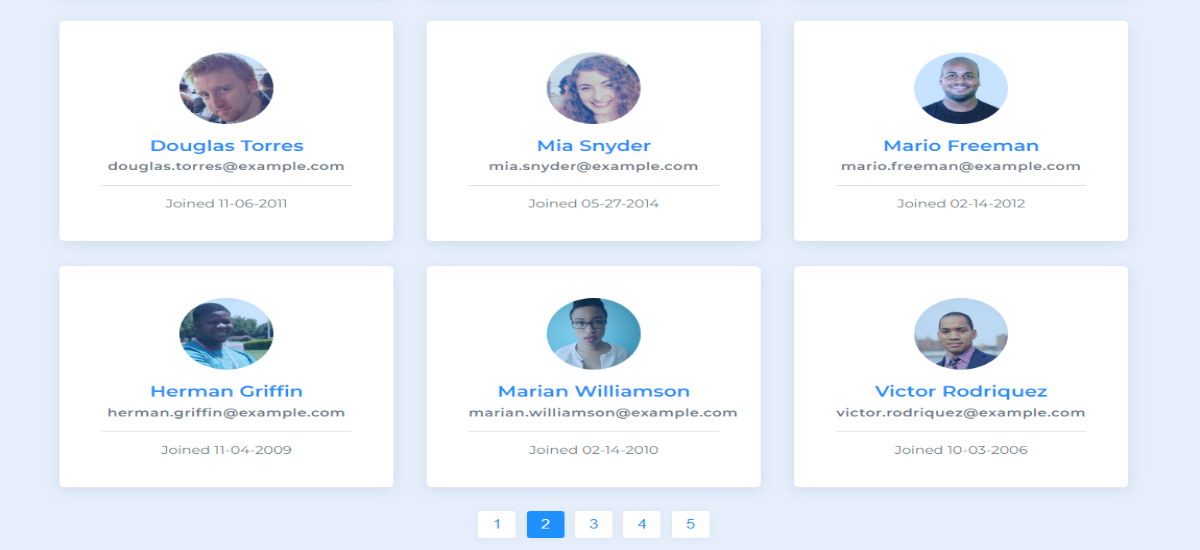 Douglas Torres
douglas.torres@example.com
Joined 11-06-2011
Mia Snyder
mia.snyder@example.com
Joined 05-27-2014
Mario Freeman
mario.freeman@example.com
Joined 02-14-2012
Herman Griffin
herman.griffin@example.com
Joined 11-04-2009
Marian Williamson
marian.williamson@example.com
Joined 02-14-2010
Victor Rodriquez
victor.rodriquez@example.com
Joined 10-03-2006
1 2 3 4 5